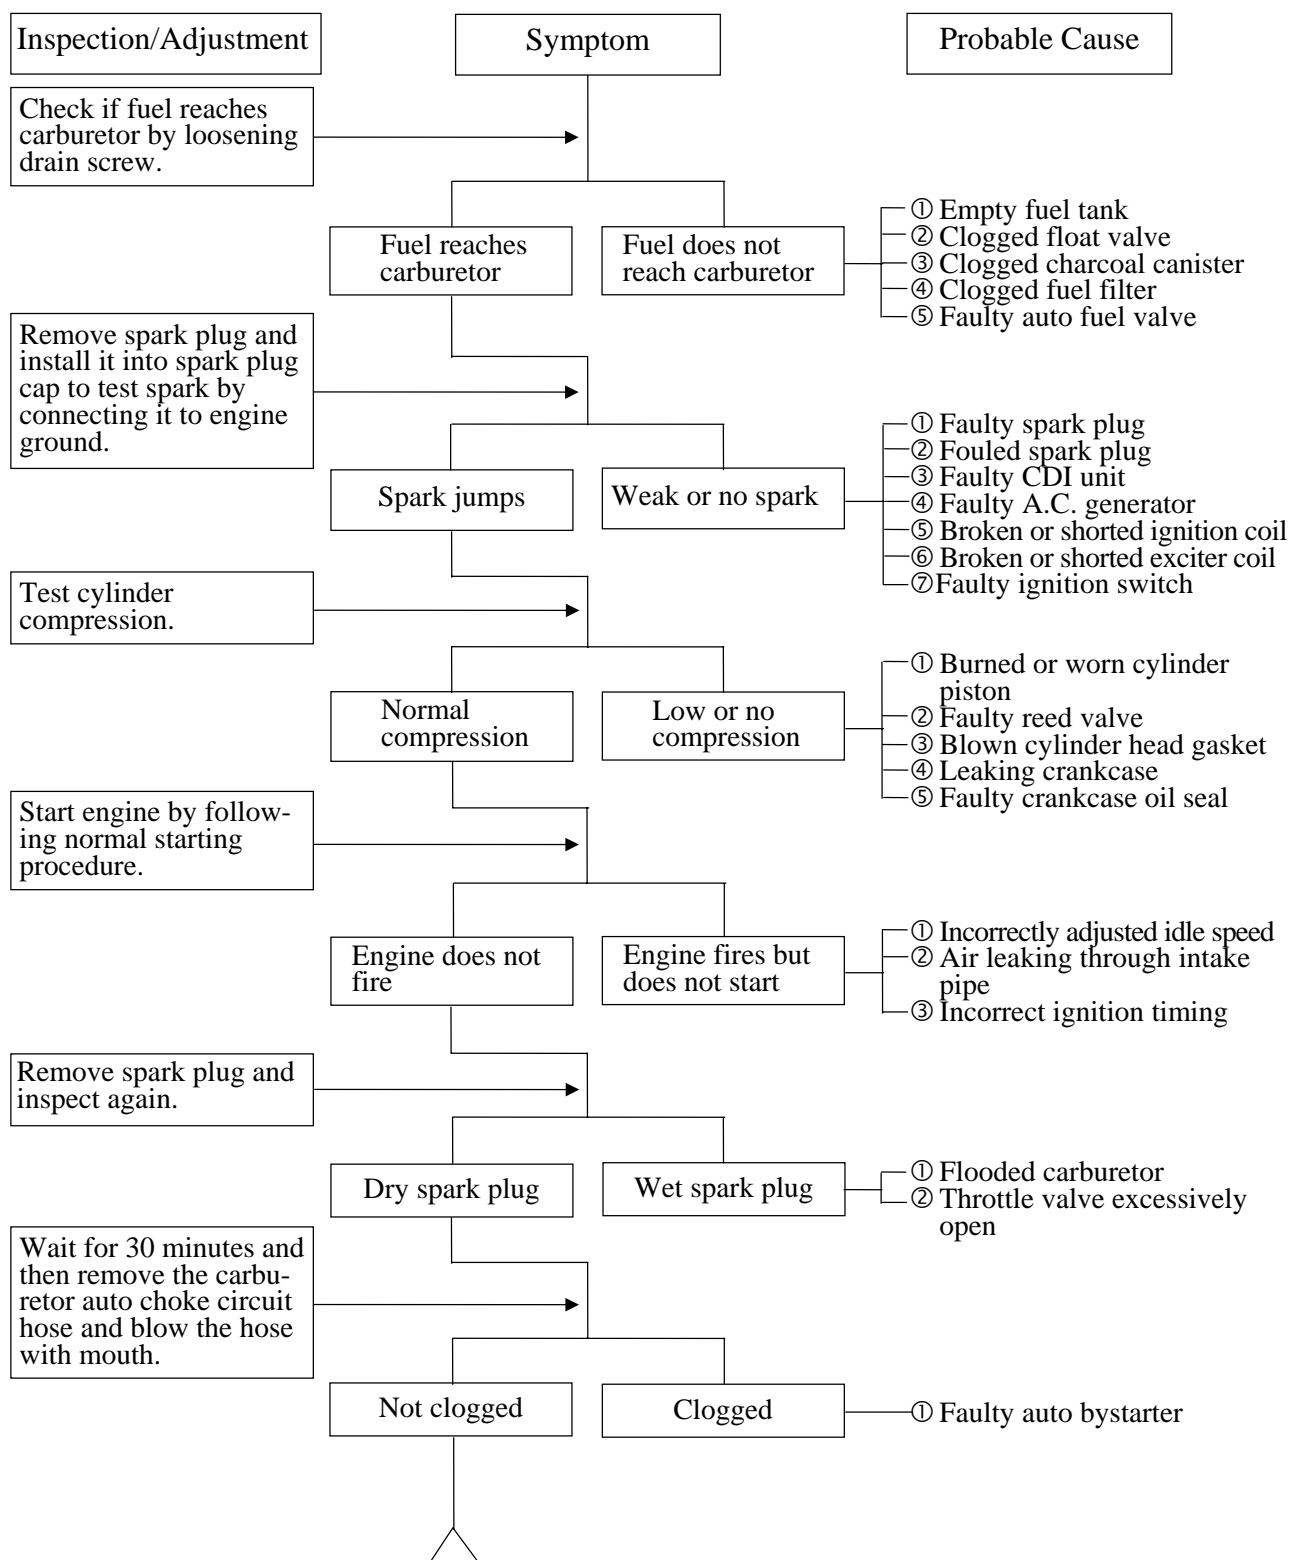 Inspection/Adjustment
Symptom
Probable Cause
Check if fuel reaches
carburetor by loosening
drain screw.
Fuel reaches
carburetor
Fuel does not
reach carburetor
① Empty fuel tank
② Clogged float valve
③ Clogged charcoal canister
④ Clogged fuel filter
⑤ Faulty auto fuel valve
Remove spark plug and
install it into spark plug
cap to test spark by
connecting it to engine
ground.
Spark jumps
Weak or no spark
① Faulty spark plug
② Fouled spark plug
③ Faulty CDI unit
④ Faulty A.C. generator
⑤ Broken or shorted ignition coil
⑥ Broken or shorted exciter coil
⑦Faulty ignition switch
Test cylinder
compression.
Normal
compression
Low or no
compression
① Burned or worn cylinder
piston
② Faulty reed valve
③ Blown cylinder head gasket
④ Leaking crankcase
⑤ Faulty crankcase oil seal
Start engine by follow-
ing normal starting
procedure.
Engine does not
fire
Engine fires but
does not start
① Incorrectly adjusted idle speed
② Air leaking through intake
pipe
③ Incorrect ignition timing
Remove spark plug and
inspect again.
Dry spark plug
Wet spark plug
① Flooded carburetor
② Throttle valve excessively
open
Wait for 30 minutes and
then remove the carbu-
retor auto choke circuit
hose and blow the hose
with mouth.
Not clogged
Clogged
① Faulty auto bystarter